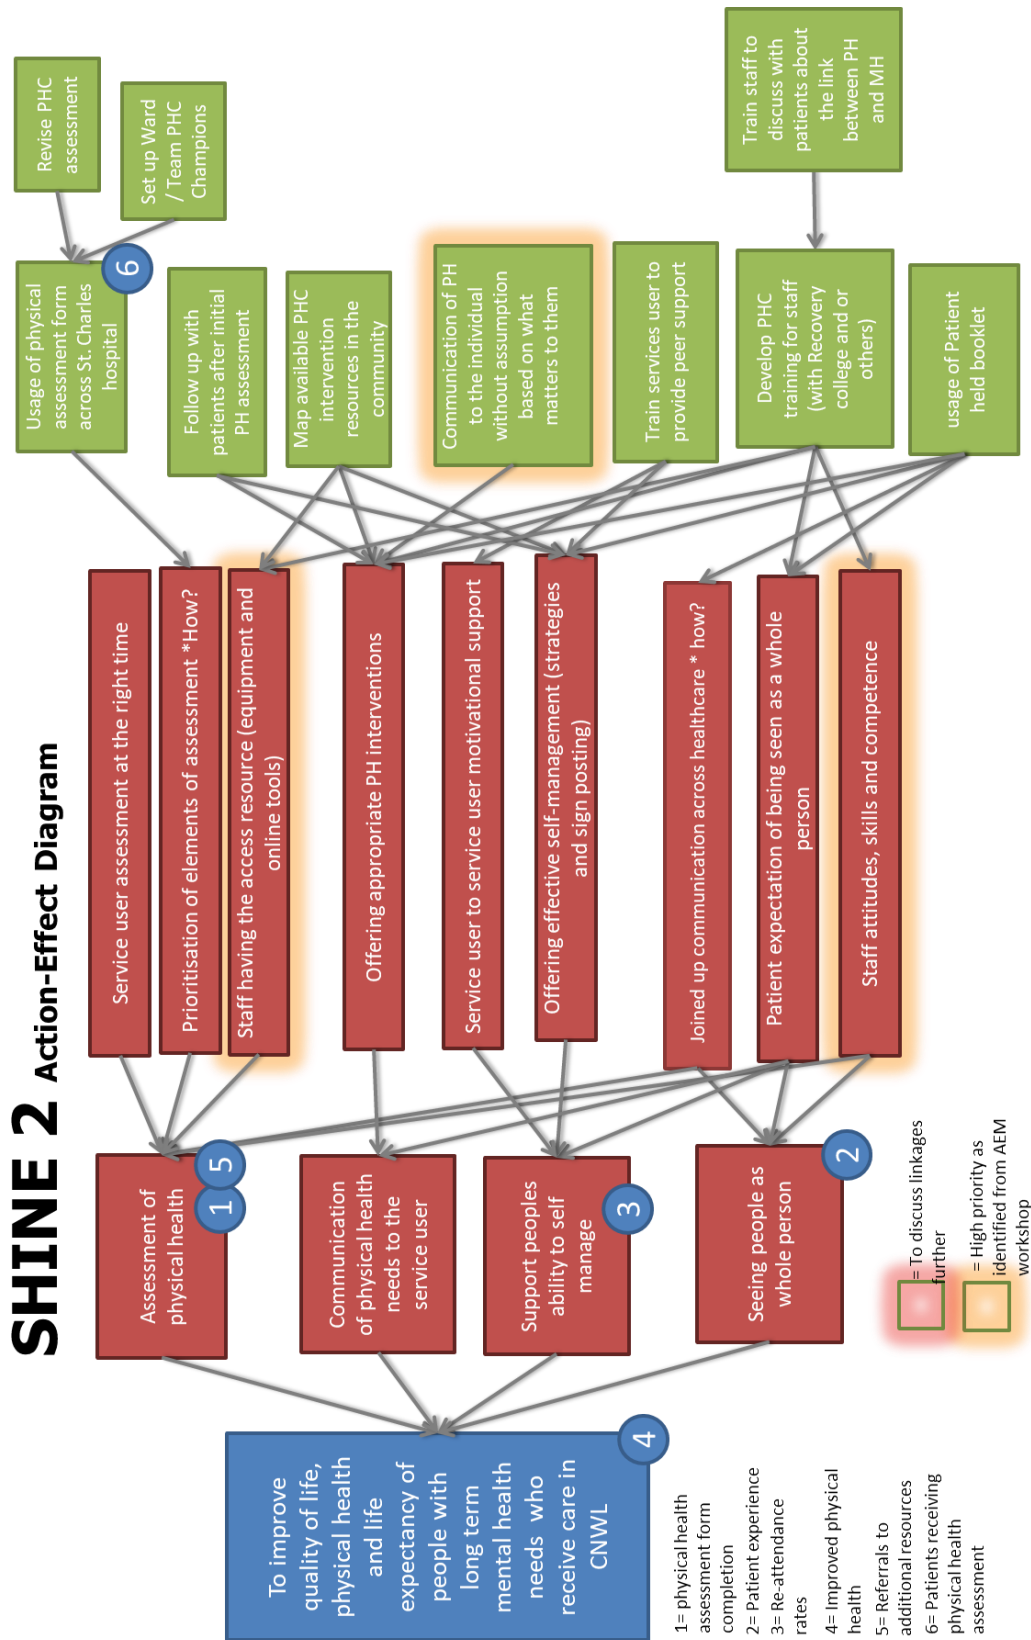 SHINE 2 Action-Effect Diagram
To improve
quality of life,
physical health
and life
expectancy of
people with
long term
mental health
needs who
receive care in
CNWL
4
Assessment of
physical health
1
5
Communication
of physical health
needs to the
service user
Support peoples
ability to self
manage
3
Seeing people as
whole person
2
Service user assessment at the right time
Prioritisation of elements of assessment *How?
Staff having the access resource (equipment and
online tools)
Offering appropriate PH interventions
Service user to service user motivational support
Offering effective self-management (strategies
and sign posting)
Joined up communication across healthcare * how?
Patient expectation of being seen as a whole
person
Staff attitudes, skills and competence
Usage of physical
assessment form
across St. Charles
hospital
6
Follow up with
patients after initial
PH assessment
Map available PHC
intervention
resources in the
community
Communication of PH
to the individual
without assumption
based on what
matters to them
Train services user to
provide peer support
Develop PHC
training for staff
(with Recovery
college and or
others)
usage of Patient
held booklet
Revise PHC
assessment
Set up Ward
/ Team PHC
Champions
Train staff to
discuss with
patients about
the link
between PH
and MH
1= physical health
assessment form
completion
2= Patient experience
3= Re-attendance
rates
4= Improved physical
health
5= Referrals to
additional resources
6= Patients receiving
physical health
assessment
= To discuss linkages
further
= High priority as
identified from AEM
workshop